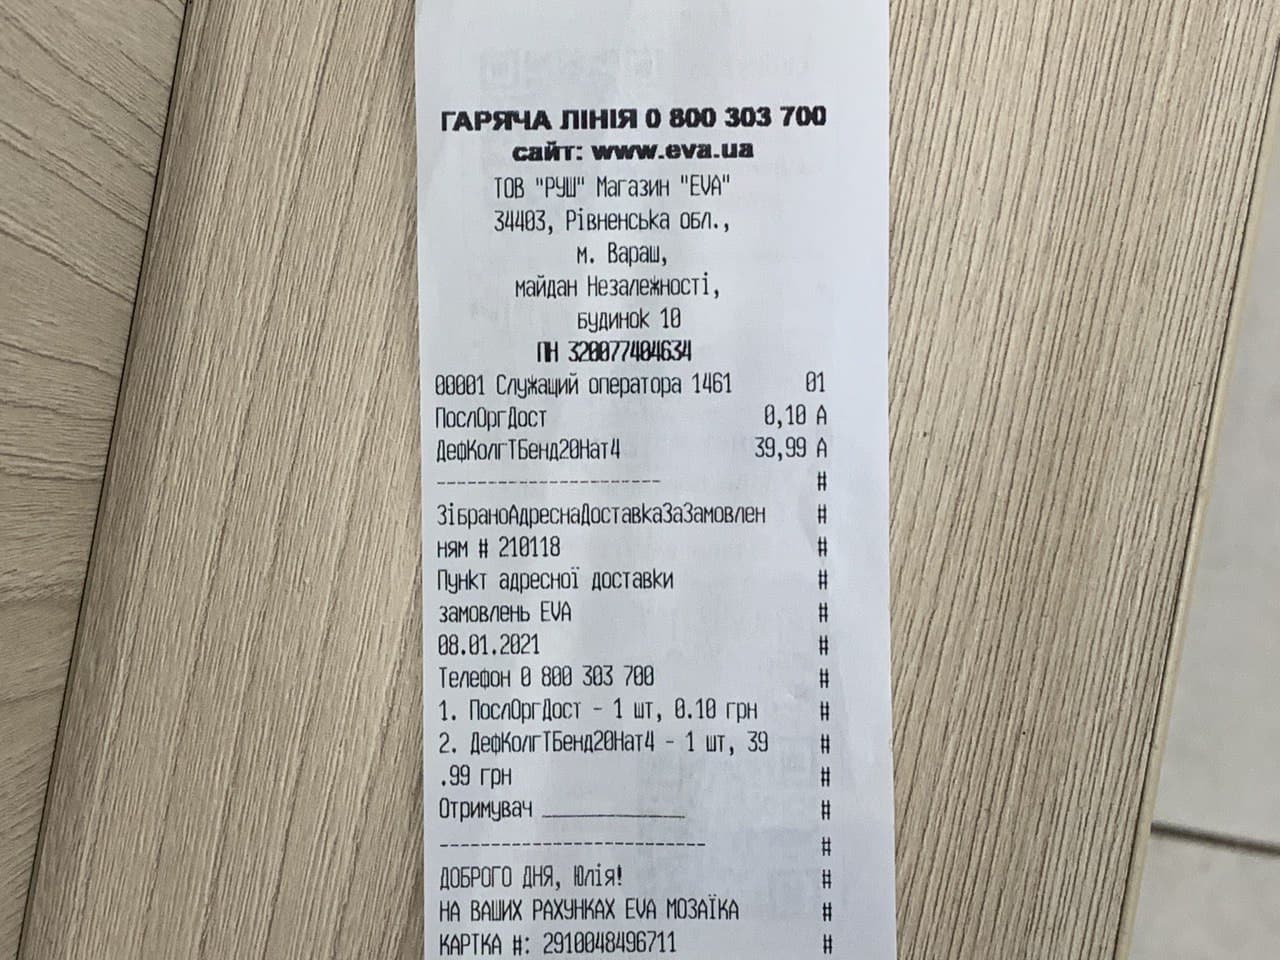 ГАРЯЧА ЛІНІЯ 0 800 303 700
сайт: www.eva.ua
ТОВ "РУШ" Магазин "EVA"
34403, Рівненська обл.,
м. Вараш,
майдан Незалежності,
будинок 10
ПН 320077404634
00001 Служащий оператора 1461 01
ПослОргДост 0,10 А
ДефКолгТБенд20Нат4 39,99 А
---------------------- #
ЗібраноАдреснаДоставкаЗаЗамовлен #
ням # 210118 #
Пункт адресної доставки #
замовлень EVA #
08.01.2021 #
Телефон 0 800 303 700 #
1. ПослОргДост - 1 шт, 0.10 грн #
2. ДефКолгТБенд20Нат4 - 1 шт, 39 #
.99 грн #
Отримувач ______________ #
-------------------------- #
ДОБРОГО ДНЯ, Юлія! #
НА ВАШИХ РАХУНКАХ EVA МОЗАЇКА #
КАРТКА #: 2910048496711 #